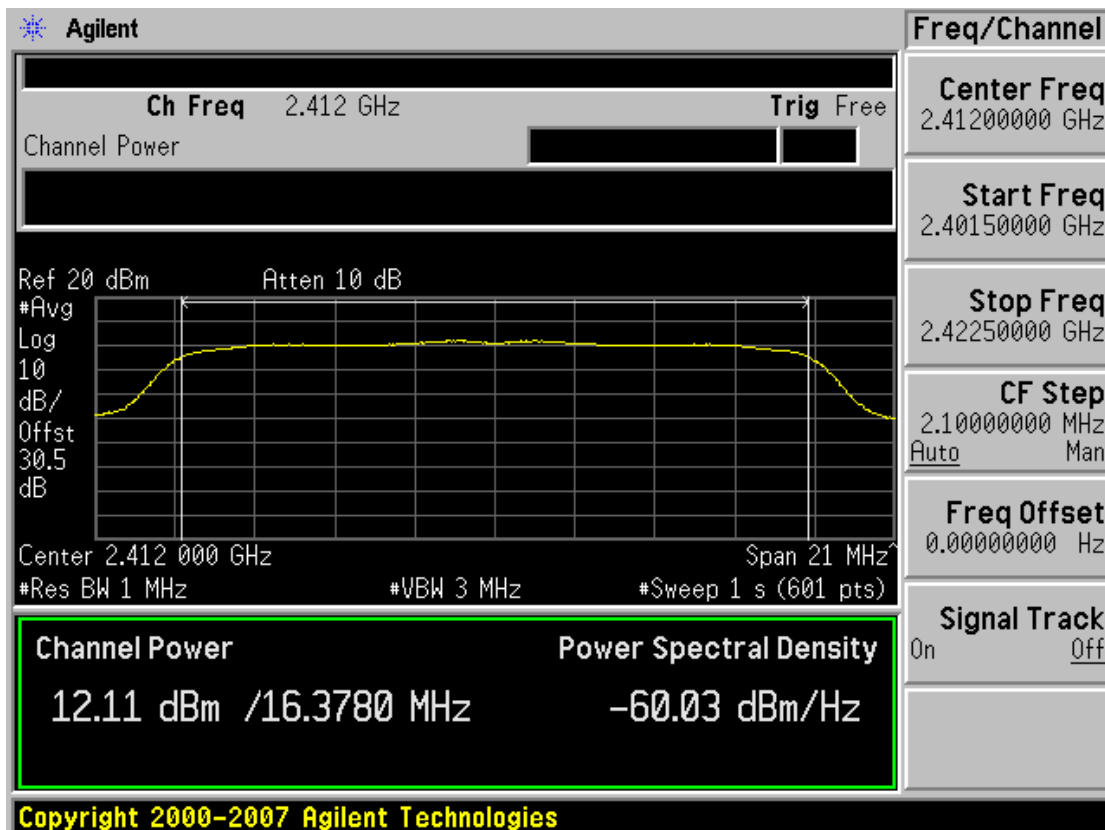 Agilent
Freq/Channel
Ch Freq 2.412 GHz Trig Free
Channel Power
Ref 20 dBm Atten 10 dB
#Avg
Log
10
dB/
Offst
30.5
dB
Center 2.412 000 GHz Span 21 MHz^
#Res BW 1 MHz #VBW 3 MHz #Sweep 1 s (601 pts)
Channel Power Power Spectral Density
12.11 dBm /16.3780 MHz -60.03 dBm/Hz
Copyright 2000-2007 Agilent Technologies
Center Freq
2.41200000 GHz
Start Freq
2.40150000 GHz
Stop Freq
2.42250000 GHz
CF Step
2.10000000 MHz
Auto Man
Freq Offset
0.00000000 Hz
Signal Track
On Off